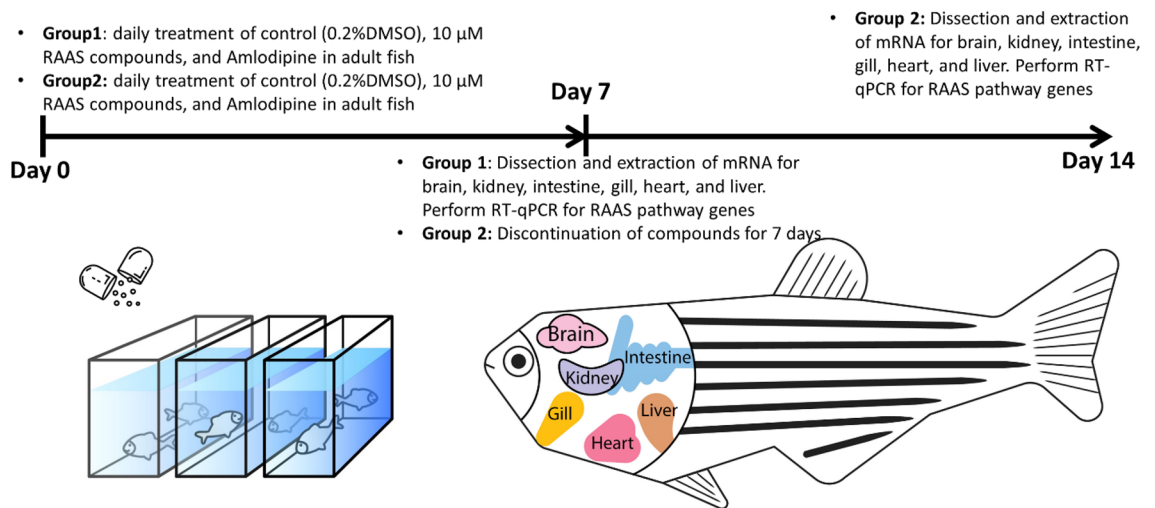 • Group1: daily treatment of control (0.2%DMSO), 10 µM
RAAS compounds, and Amlodipine in adult fish
• Group2: daily treatment of control (0.2%DMSO), 10 µM
RAAS compounds, and Amlodipine in adult fish
• Group 2: Dissection and extraction
of mRNA for brain, kidney, intestine,
gill, heart, and liver. Perform RT-
qPCR for RAAS pathway genes
Day 7
Day 0
Day 14
• Group 1: Dissection and extraction of mRNA for
brain, kidney, intestine, gill, heart, and liver.
Perform RT-qPCR for RAAS pathway genes
• Group 2: Discontinuation of compounds for 7 days
Brain
Intestine
Kidney
Gill
Liver
Heart